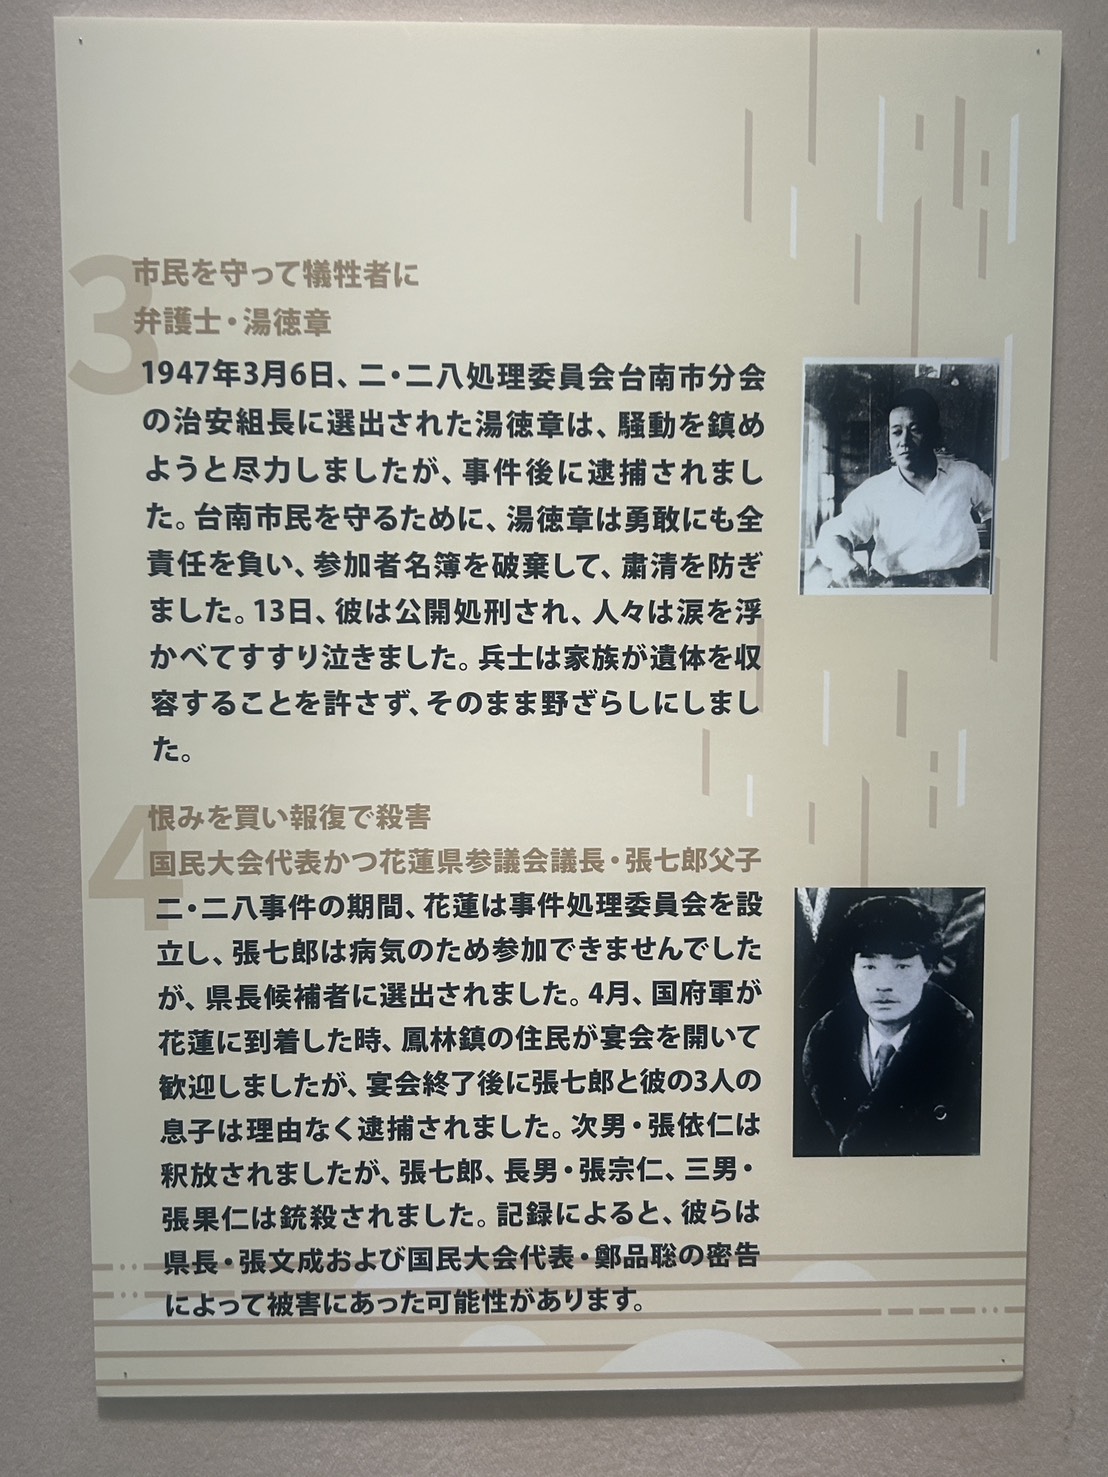 3
市民を守って犠牲者に
弁護士・湯徳章
1947年3月6日、二・二八処理委員会台南市分会
の治安組長に選出された湯徳章は、騒動を鎮め
ようと尽力しましたが、事件後に逮捕されまし
た。台南市民を守るために、湯徳章は勇敢にも全
責任を負い、参加者名簿を破棄して、粛清を防ぎ
ました。13日、彼は公開処刑され、人々は涙を浮
かべてすすり泣きました。兵士は家族が遺体を収
容することを許さず、そのまま野ざらしにしまし
た。
4
恨みを買い報復で殺害
国民大会代表かつ花蓮県参議会議長・張七郎父子
二・二八事件の期間、花蓮は事件処理委員会を設
立し、張七郎は病気のため参加できませんでした
が、県長候補者に選出されました。4月、国府軍が
花蓮に到着した時、鳳林鎮の住民が宴会を開いて
歓迎しましたが、宴会終了後に張七郎と彼の3人の
息子は理由なく逮捕されました。次男・張依仁は
釈放されましたが、張七郎、長男・張宗仁、三男・
張果仁は銃殺されました。記録によると、彼らは
県長・張文成および国民大会代表・鄭品聡の密告
によって被害にあった可能性があります。